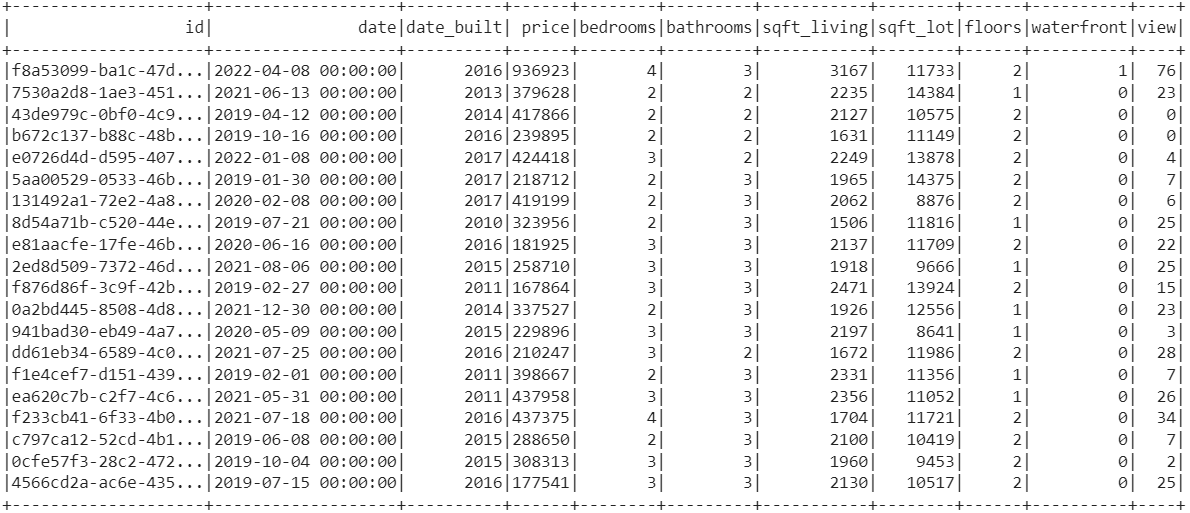 +--------------------+-------------------+----------+------+--------+---------+-----------+--------+------+----------+----+
|                  id|               date|date_built| price|bedrooms|bathrooms|sqft_living|sqft_lot|floors|waterfront|view|
+--------------------+-------------------+----------+------+--------+---------+-----------+--------+------+----------+----+
|f8a53099-ba1c-47d...|2022-04-08 00:00:00|      2016|936923|       4|        3|       3167|   11733|     2|         1|  76|
|7530a2d8-1ae3-451...|2021-06-13 00:00:00|      2013|379628|       2|        2|       2235|   14384|     1|         0|  23|
|43de979c-0bf0-4c9...|2019-04-12 00:00:00|      2014|417866|       2|        2|       2127|   10575|     2|         0|   0|
|b672c137-b88c-48b...|2019-10-16 00:00:00|      2016|239895|       2|        2|       1631|   11149|     2|         0|   0|
|e0726d4d-d595-407...|2022-01-08 00:00:00|      2017|424418|       3|        2|       2249|   13878|     2|         0|   4|
|5aa00529-0533-46b...|2019-01-30 00:00:00|      2017|218712|       2|        3|       1965|   14375|     2|         0|   7|
|131492a1-72e2-4a8...|2020-02-08 00:00:00|      2017|419199|       2|        3|       2062|    8876|     2|         0|   6|
|8d54a71b-c520-44e...|2019-07-21 00:00:00|      2010|323956|       2|        3|       1506|   11816|     1|         0|  25|
|e81aacfe-17fe-46b...|2020-06-16 00:00:00|      2016|181925|       3|        3|       2137|   11709|     2|         0|  22|
|2ed8d509-7372-46d...|2021-08-06 00:00:00|      2015|258710|       3|        3|       1918|    9666|     1|         0|  25|
|f876d86f-3c9f-42b...|2019-02-27 00:00:00|      2011|167864|       3|        3|       2471|   13924|     2|         0|  15|
|0a2bd445-8508-4d8...|2021-12-30 00:00:00|      2014|337527|       2|        3|       1926|   12556|     1|         0|  23|
|941bad30-eb49-4a7...|2020-05-09 00:00:00|      2015|229896|       3|        3|       2197|    8641|     1|         0|   3|
|dd61eb34-6589-4c0...|2021-07-25 00:00:00|      2016|210247|       3|        2|       1672|   11986|     2|         0|  28|
|f1e4cef7-d151-439...|2019-02-01 00:00:00|      2011|398667|       2|        3|       2331|   11356|     1|         0|   7|
|ea620c7b-c2f7-4c6...|2021-05-31 00:00:00|      2011|437958|       3|        3|       2356|   11052|     1|         0|  26|
|f233cb41-6f33-4b0...|2021-07-18 00:00:00|      2016|437375|       4|        3|       1704|   11721|     2|         0|  34|
|c797ca12-52cd-4b1...|2019-06-08 00:00:00|      2015|288650|       2|        3|       2100|   10419|     2|         0|   7|
|0cfe57f3-28c2-472...|2019-10-04 00:00:00|      2015|308313|       3|        3|       1960|    9453|     2|         0|   2|
|4566cd2a-ac6e-435...|2019-07-15 00:00:00|      2016|177541|       3|        3|       2130|   10517|     2|         0|  25|
+--------------------+-------------------+----------+------+--------+---------+-----------+--------+------+----------+----+